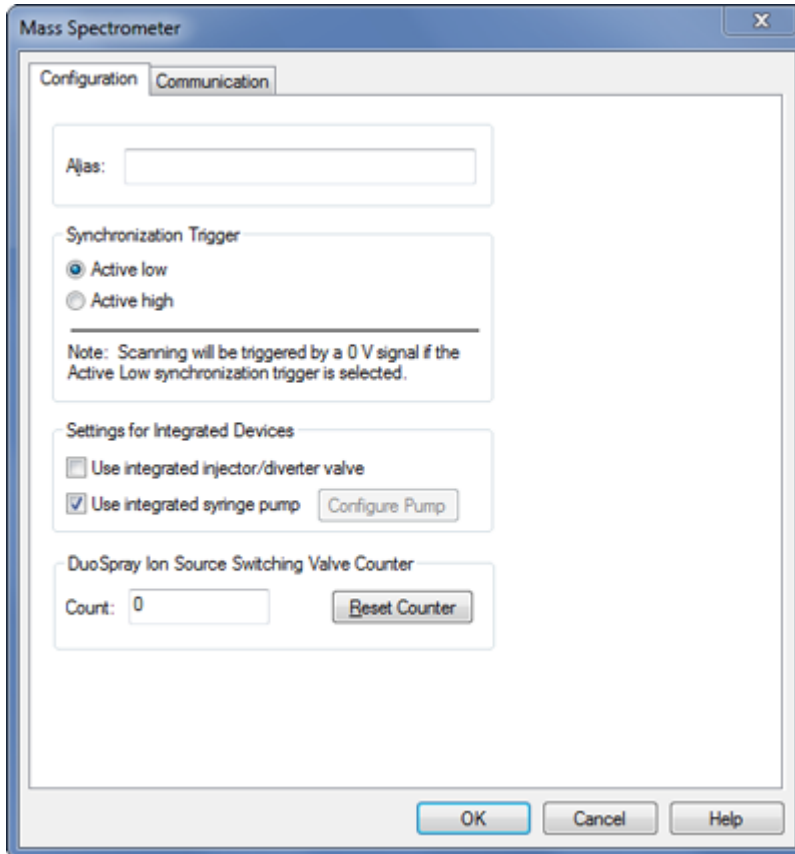 Mass Spectrometer
Configuration
Communication
Alias:
Synchronization Trigger
Active low
Active high
Note: Scanning will be triggered by a 0 V signal if the
Active Low synchronization trigger is selected.
Settings for Integrated Devices
Use integrated injector/diverter valve
Use integrated syringe pump
Configure Pump
DuoSpray Ion Source Switching Valve Counter
Count: 0
Reset Counter
OK
Cancel
Help